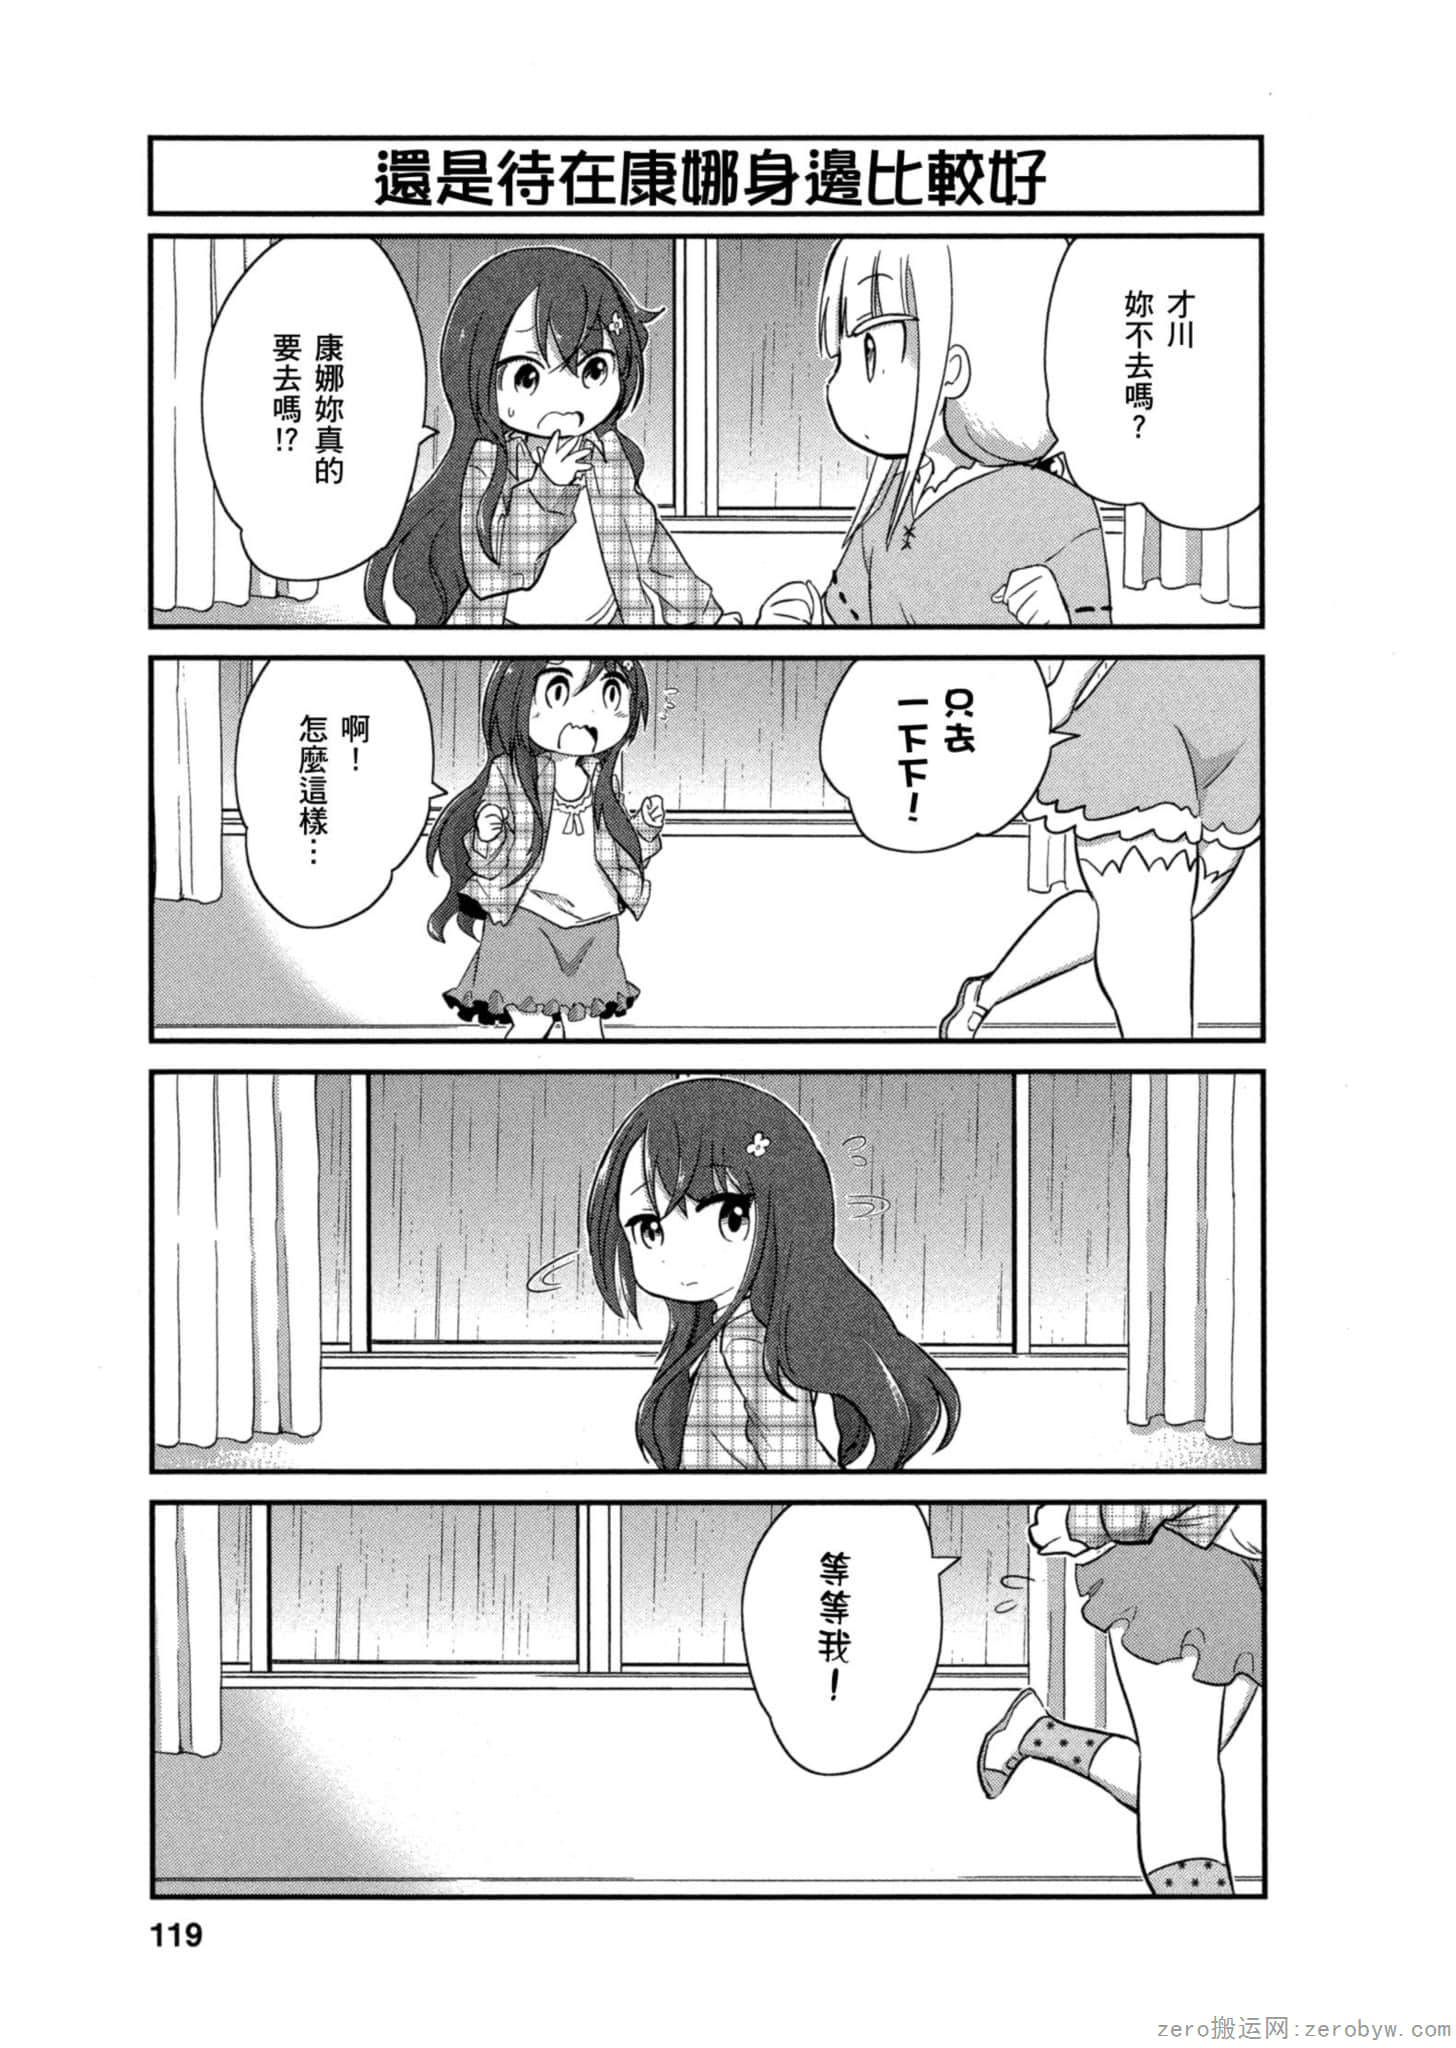 還是待在康娜身邊比較好
才川
妳不去嗎？
康娜妳真的
要去嗎!?
只去
一下下！
啊！
怎麼這樣…
等等我！
119
zero搬运网:zerobyw.com